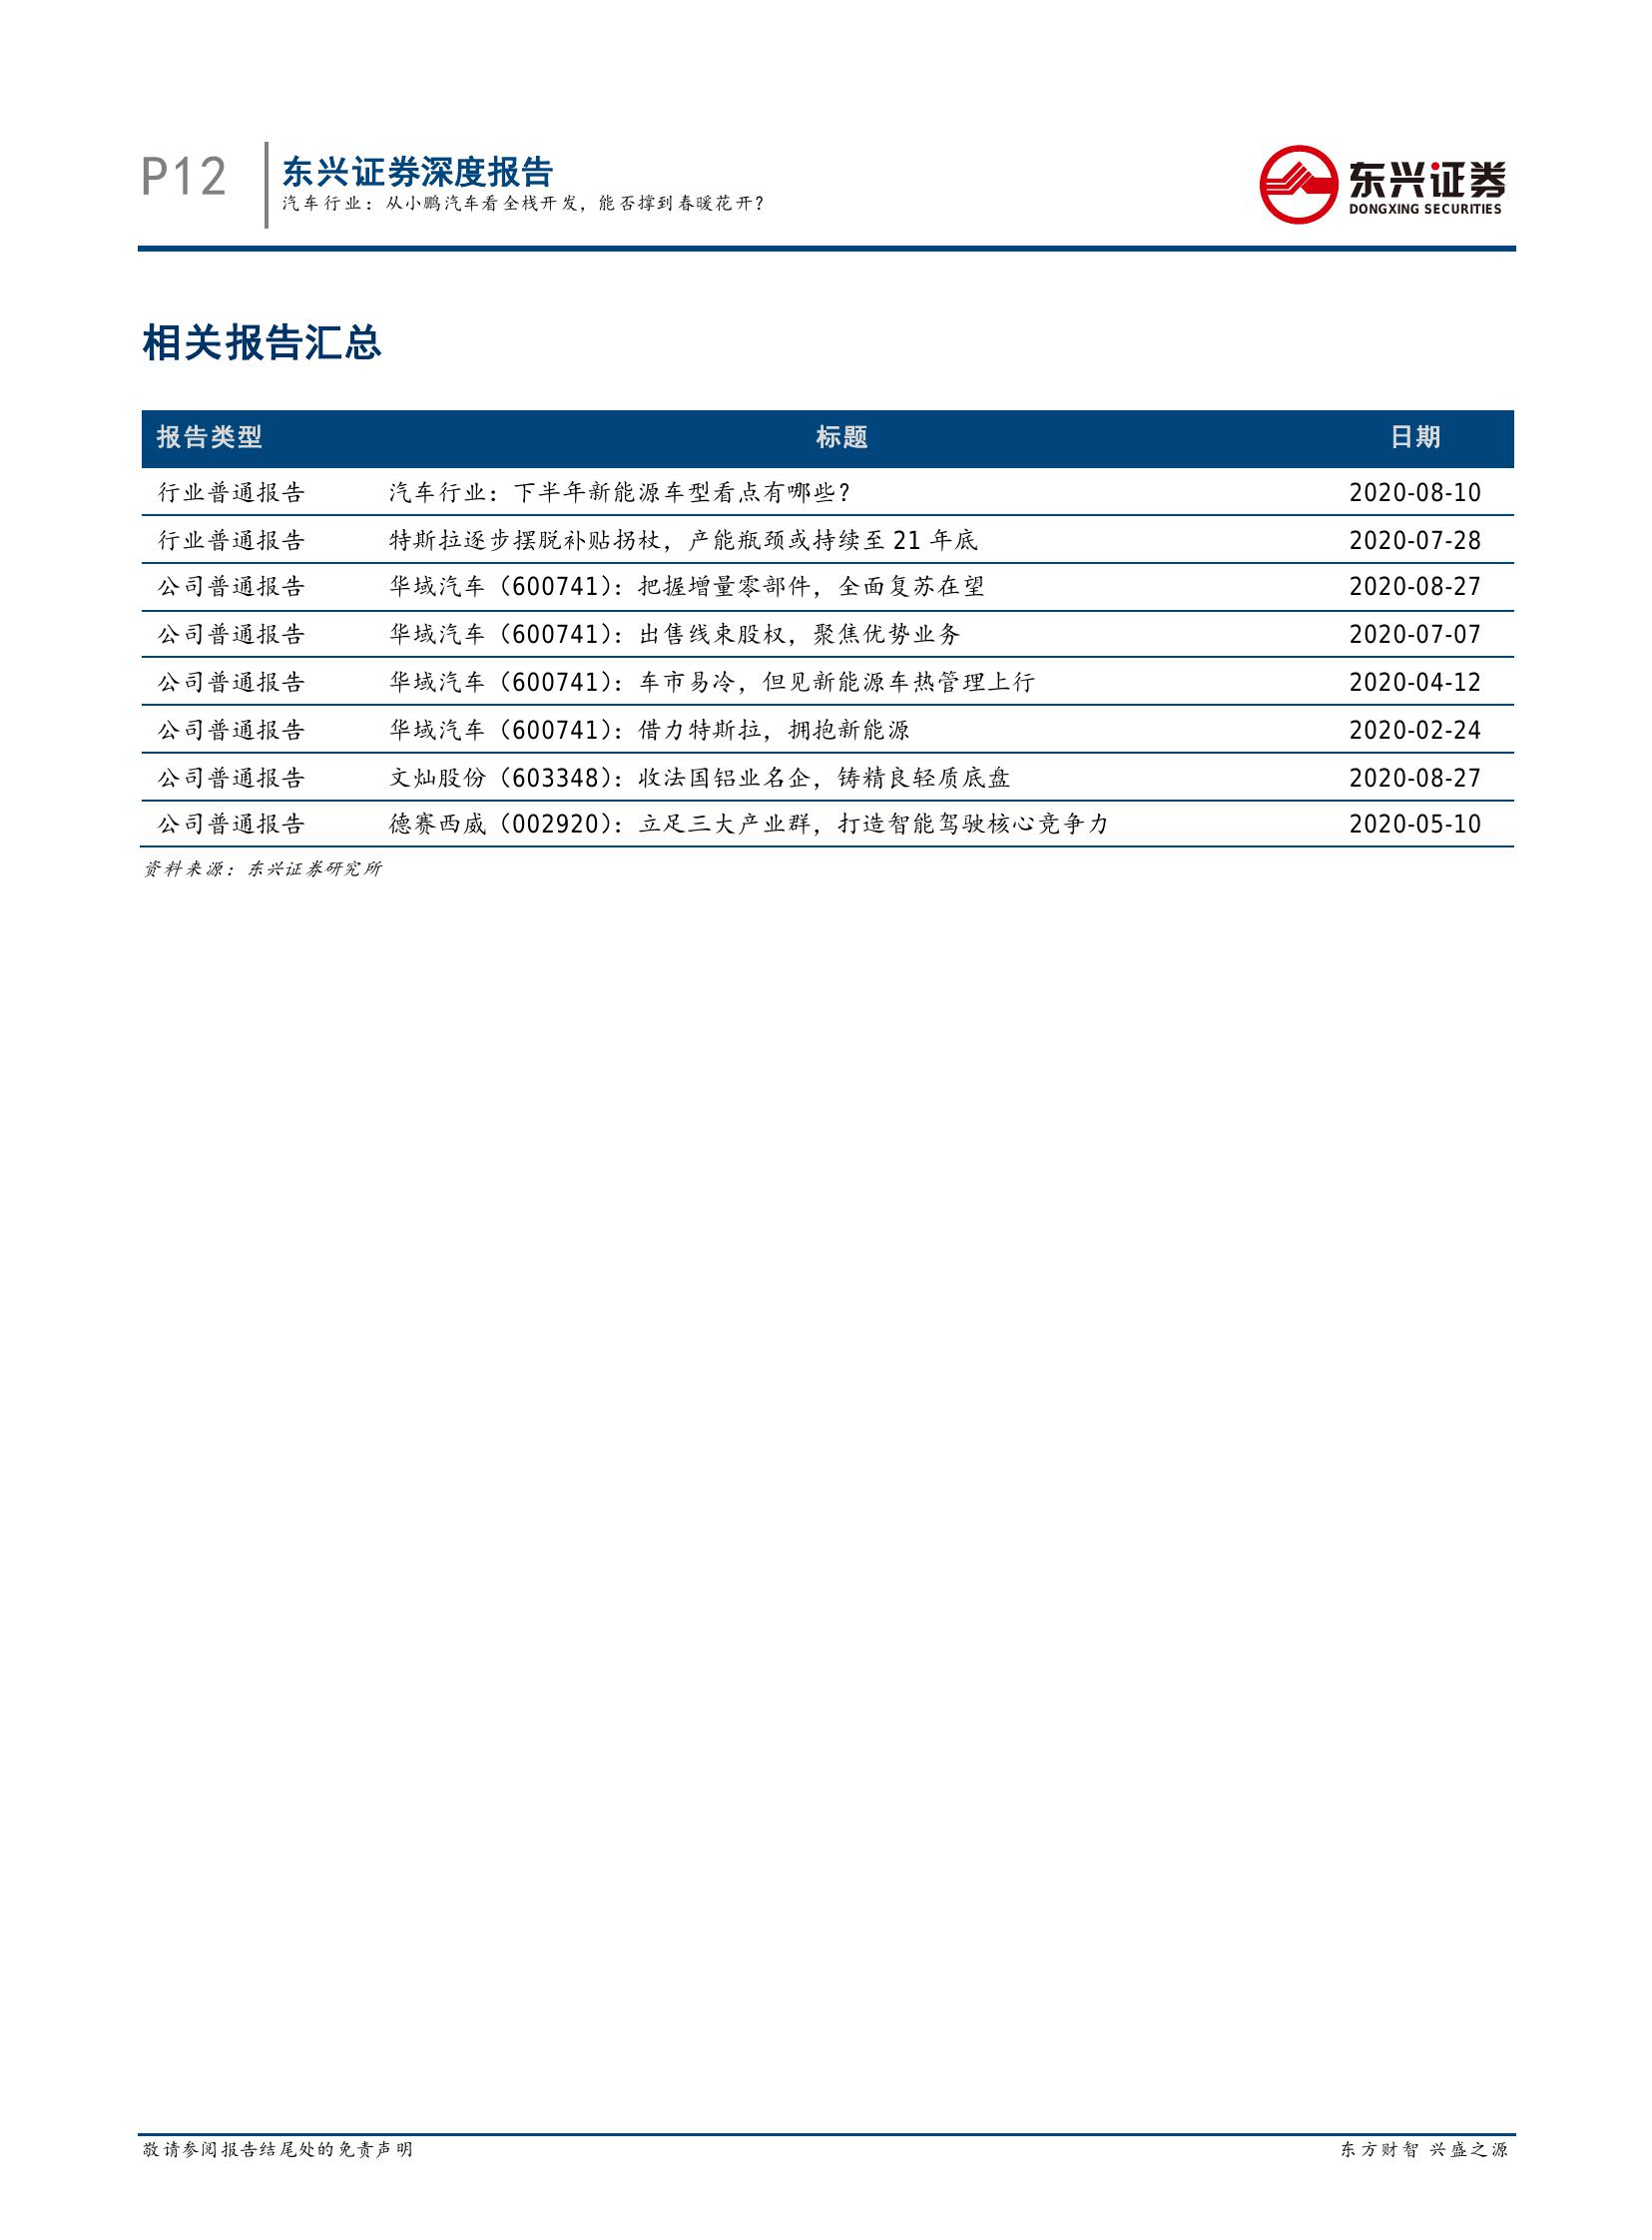 P12
东兴证券深度报告
汽车行业：从小鹏汽车看全栈开发，能否撑到春暖花开？
东兴证券
DONGXING SECURITIES
相关报告汇总
报告类型 标题 日期
行业普通报告 汽车行业：下半年新能源车型看点有哪些？ 2020-08-10
行业普通报告 特斯拉逐步摆脱补贴拐杖，产能瓶颈或持续至 21 年底 2020-07-28
公司普通报告 华域汽车（600741）：把握增量零部件，全面复苏在望 2020-08-27
公司普通报告 华域汽车（600741）：出售线束股权，聚焦优势业务 2020-07-07
公司普通报告 华域汽车（600741）：车市易冷，但见新能源车热管理上行 2020-04-12
公司普通报告 华域汽车（600741）：借力特斯拉，拥抱新能源 2020-02-24
公司普通报告 文灿股份（603348）：收法国铝业名企，铸精良轻质底盘 2020-08-27
公司普通报告 德赛西威（002920）：立足三大产业群，打造智能驾驶核心竞争力 2020-05-10
资料来源：东兴证券研究所
敬请参阅报告结尾处的免责声明 东方财智 兴盛之源